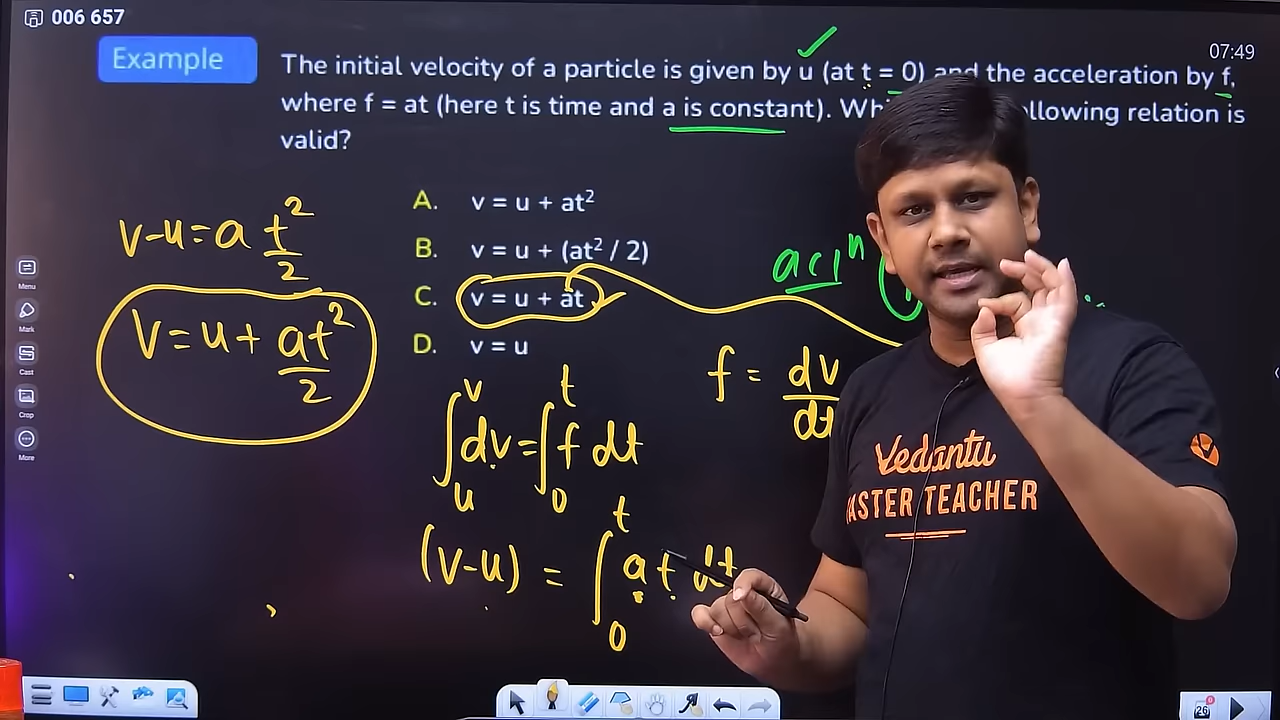 006 657
07:49
Example
The initial velocity of a particle is given by u (at t = 0) and the acceleration by f,
where f = at (here t is time and a is constant). llowing relation is
valid?
A. v = u + at²
B. v = u + (at² / 2)
C. v = u + at
D. v = u
v-u = a t²/2
v = u + at²/2
f = dv/dt
∫ᵤᵛ dv = ∫₀ᵗ f dt
(v-u) = ∫₀ᵗ a t dt
Menu
Mark
Cast
Crop
More
Vedantu
ASTER TEACHER
26